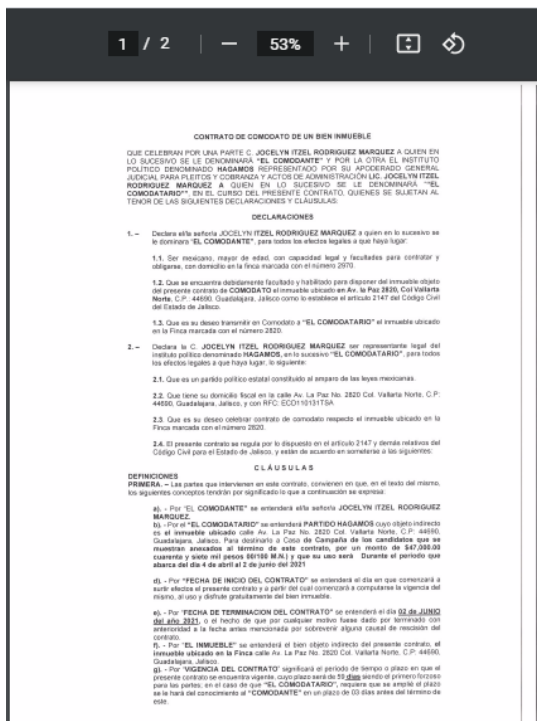 1 / 2
53%
CONTRATO DE COMODATO DE UN BIEN INMUEBLE
QUE CELEBRAN POR UNA PARTE C. JOCELYN ITZEL RODRIGUEZ MARQUEZ A QUIEN EN
LO SUCESIVO SE LE DENOMINARÁ "EL COMODANTE" Y POR LA OTRA EL INSTITUTO
POLÍTICO DENOMINADO HAGAMOS REPRESENTADO POR SU APODERADO GENERAL
JUDICIAL PARA PLEITOS Y COBRANZA Y ACTOS DE ADMINISTRACIÓN LIC. JOCELYN ITZEL
RODRIGUEZ MARQUEZ A QUIEN EN LO SUCESIVO SE LE DENOMINARÁ ""EL
COMODATARIO"", EN EL CURSO DEL PRESENTE CONTRATO, QUIENES SE SUJETAN AL
TENOR DE LAS SIGUIENTES DECLARACIONES Y CLÁUSULAS:
DECLARACIONES
1. – Declara el/la señor/a JOCELYN ITZEL RODRIGUEZ MARQUEZ a quien en lo sucesivo se
le dominara "EL COMODANTE", para todos los efectos legales a que haya lugar:
1.1. Ser mexicano, mayor de edad, con capacidad legal y facultades para contratar y
obligarse, con domicilio en la finca marcada con el número 2970.
1.2. Que se encuentra debidamente facultado y habilitado para disponer del inmueble objeto
del presente contrato de COMODATO el inmueble ubicado en Av. la Paz 2820, Col Vallarta
Norte, C.P.: 44690, Guadalajara, Jalisco como lo establece el artículo 2147 del Código Civil
del Estado de Jalisco.
1.3. Que es su deseo transmitir en Comodato a "EL COMODATARIO" el inmueble ubicado
en la Finca marcada con el número 2820.
2. – Declara la C. JOCELYN ITZEL RODRIGUEZ MARQUEZ ser representante legal del
instituto político denominado HAGAMOS, en lo sucesivo "EL COMODATARIO", para todos
los efectos legales a que haya lugar, lo siguiente:
2.1. Que es un partido político estatal constituido al amparo de las leyes mexicanas.
2.2. Que tiene su domicilio fiscal en la calle Av. La Paz No. 2820 Col. Vallarta Norte, C.P:
44690, Guadalajara, Jalisco, y con RFC: ECO110131TSA
2.3. Que es su deseo celebrar contrato de comodato respecto el inmueble ubicado en la
Finca marcada con el número 2820.
2.4. El presente contrato se regula por lo dispuesto en el artículo 2147 y demás relativos del
Código Civil para el Estado de Jalisco, y están de acuerdo en someterse a las siguientes:
C L Á U S U L A S
DEFINICIONES
PRIMERA. – Las partes que intervienen en este contrato, convienen en que, en el texto del mismo,
los siguientes conceptos tendrán por significado lo que a continuación se expresa:
a). - Por "EL COMODANTE" se entenderá el/la señor/a JOCELYN ITZEL RODRIGUEZ
MARQUEZ.
b). - Por el "EL COMODATARIO" se entenderá PARTIDO HAGAMOS cuyo objeto indirecto
es el inmueble ubicado calle Av. La Paz No. 2820 Col. Vallarta Norte, C.P.: 44690,
Guadalajara, Jalisco. Para destinarlo a Casa de Campaña de los candidatos que se
muestran anexados al término de este contrato, por un monto de $47,000.00
cuarenta y siete mil pesos 00/100 M.N.) y que su uso será Durante el periodo que
abarca del día 4 de abril al 2 de junio del 2021
d). - Por "FECHA DE INICIO DEL CONTRATO" se entenderá el día en que comenzará a
surtir efectos el presente contrato y a partir del cual comenzará a computarse la vigencia del
mismo, al uso y disfrute gratuitamente del bien inmueble.
e). - Por "FECHA DE TERMINACION DEL CONTRATO" se entenderá el día 02 de JUNIO
del año 2021, o el hecho de que por cualquier motivo fuese dado por terminado con
anterioridad a la fecha antes mencionada por sobrevenir alguna causal de rescisión del
contrato.
f). - Por "EL INMUEBLE" se entenderá el bien objeto indirecto del presente contrato, el
inmueble ubicado en la Finca calle Av. La Paz No. 2820 Col. Vallarta Norte, C.P.: 44690,
Guadalajara, Jalisco.
g). - Por "VIGENCIA DEL CONTRATO" significará el período de tiempo o plazo en que el
presente contrato se encuentra vigente, cuyo plazo será de 59 días siendo el primero forzoso
para las partes; en el caso de que "EL COMODATARIO", requiera que se amplié el plazo
se le hará del conocimiento al "COMODANTE" en un plazo de 03 días antes del término de
este.